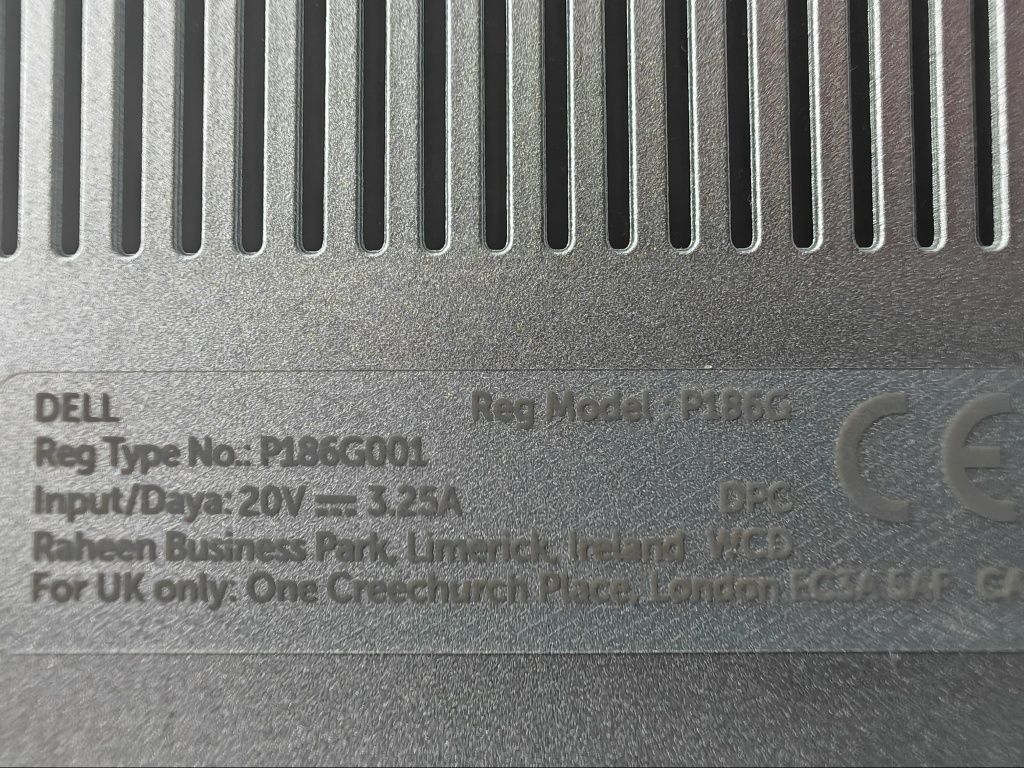 DELL Reg Model : P186G
Reg Type No.: P186G001
Input/Daya: 20V ⎓ 3.25A DPC
Raheen Business Park, Limerick, Ireland WCD
For UK only: One Creechurch Place, London EC3A 5AF
CE